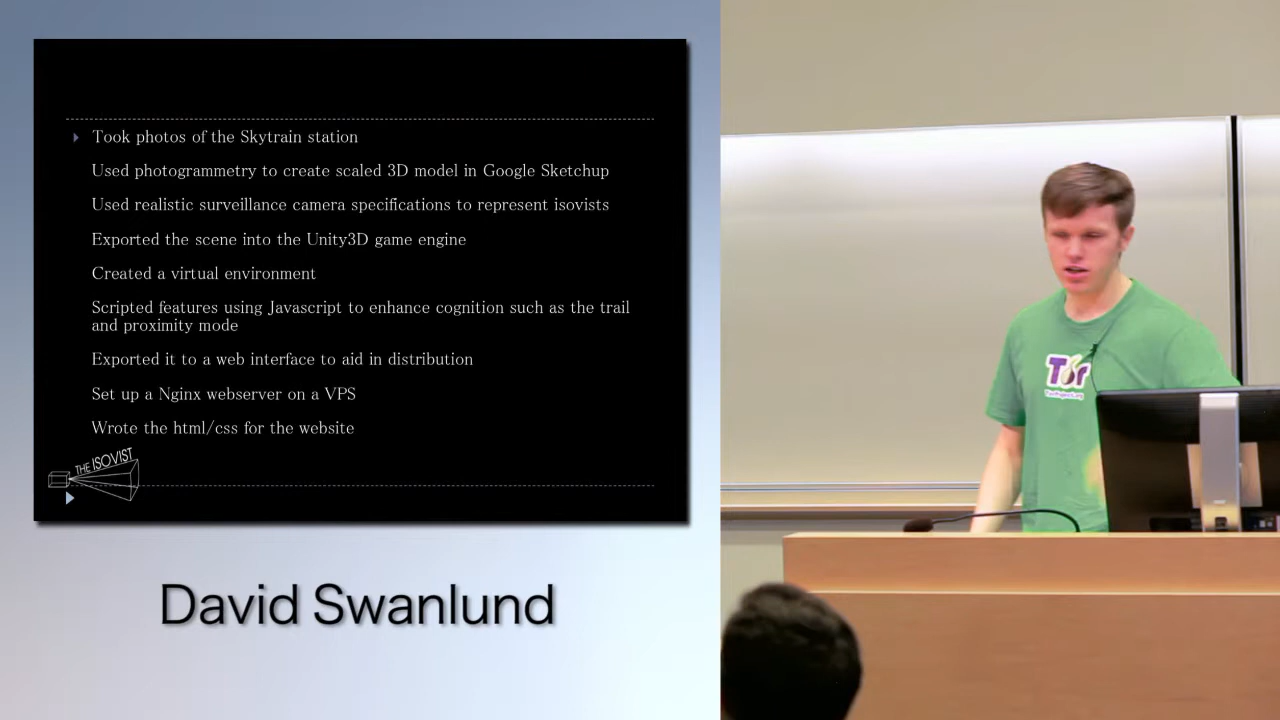 Took photos of the Skytrain station
Used photogrammetry to create scaled 3D model in Google Sketchup
Used realistic surveillance camera specifications to represent isovists
Exported the scene into the Unity3D game engine
Created a virtual environment
Scripted features using Javascript to enhance cognition such as the trail
and proximity mode
Exported it to a web interface to aid in distribution
Set up a Nginx webserver on a VPS
Wrote the html/css for the website
THE ISOVIST
David Swanlund
Tor